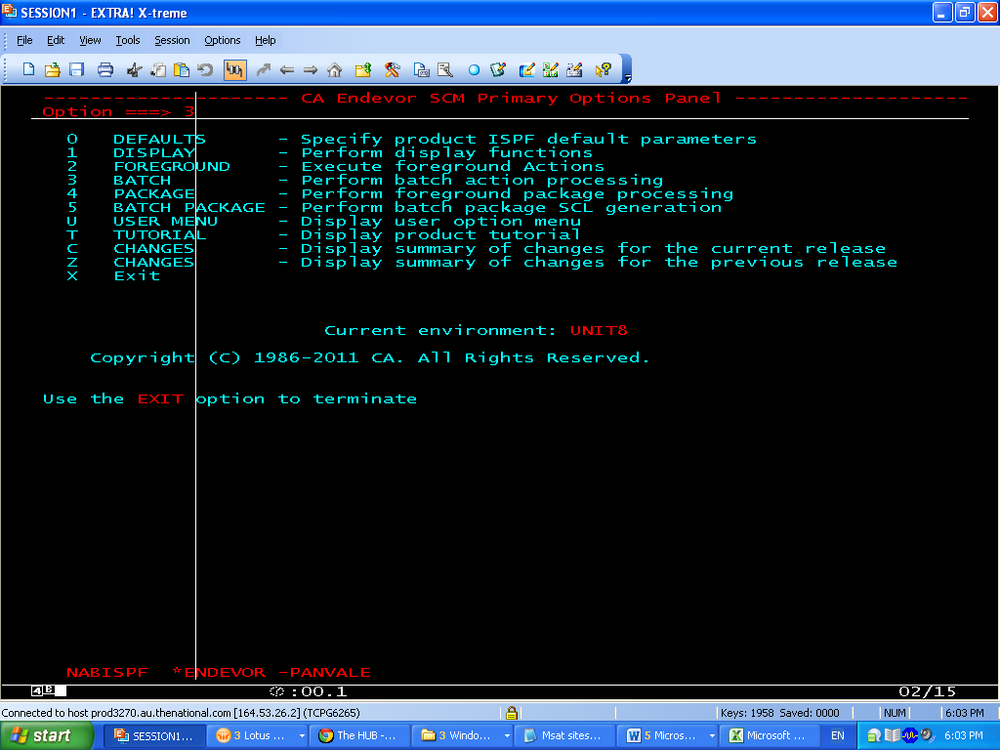 SESSION1 - EXTRA! X-treme
File Edit View Tools Session Options Help
--------------------- CA Endevor SCM Primary Options Panel --------------------
Option ===> 3
0 DEFAULTS - Specify product ISPF default parameters
1 DISPLAY - Perform display functions
2 FOREGROUND - Execute foreground Actions
3 BATCH - Perform batch action processing
4 PACKAGE - Perform foreground package processing
5 BATCH PACKAGE - Perform batch package SCL generation
U USER MENU - Display user option menu
T TUTORIAL - Display product tutorial
C CHANGES - Display summary of changes for the current release
Z CHANGES - Display summary of changes for the previous release
X Exit
Current environment: UNIT8
Copyright (C) 1986-2011 CA. All Rights Reserved.
Use the EXIT option to terminate
NABISPF *ENDEVOR -PANVALE
4 B :00.1 02/15
Connected to host prod3270.au.thenational.com [164.53.26.2] (TCPG6265) Keys: 1958 Saved: 0000 NUM 6:03 PM
start SESSION1... 3 Lotus ... The HUB -... 3 Windo... Msat sites... 5 Micros... Microsoft ... EN 6:03 PM